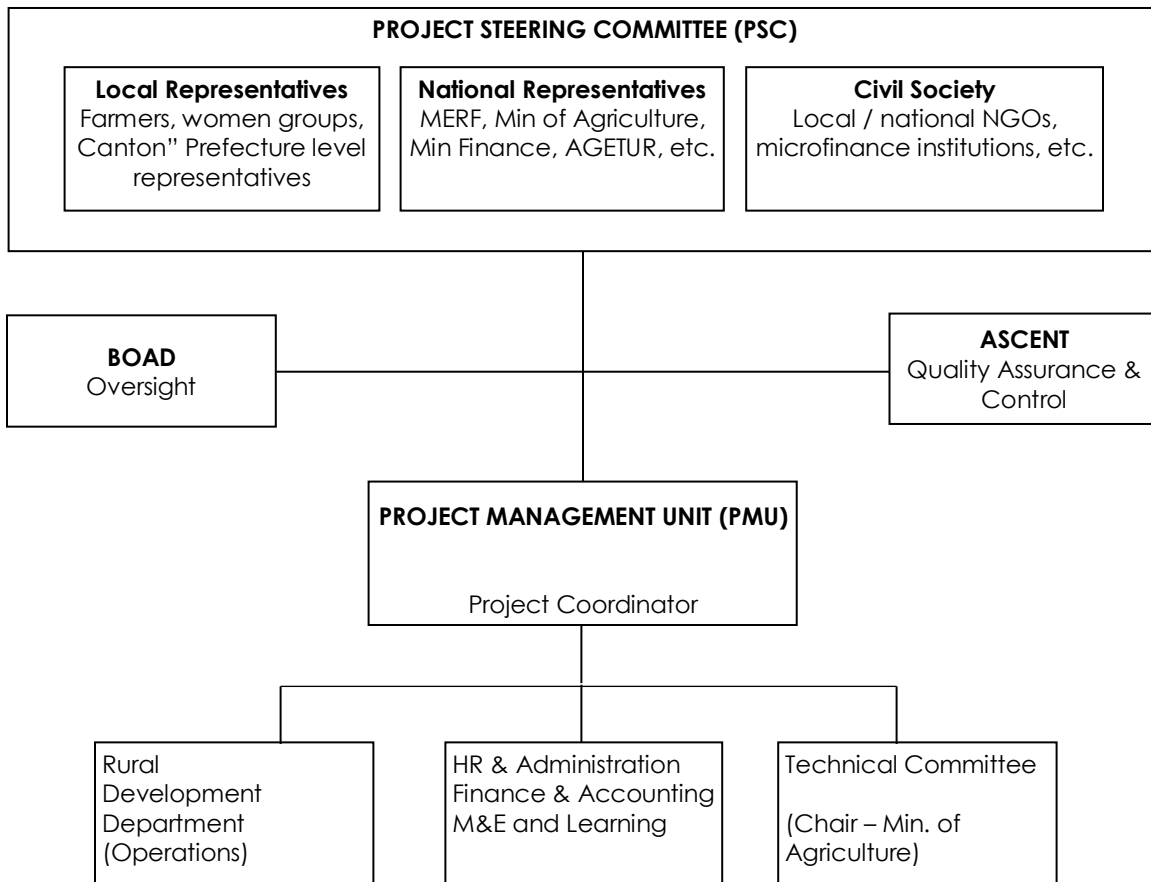 PROJECT STEERING COMMITTEE (PSC)
Local Representatives
Farmers, women groups,
Canton” Prefecture level
representatives
National Representatives
MERF, Min of Agriculture,
Min Finance, AGETUR, etc.
Civil Society
Local / national NGOs,
microfinance institutions, etc.
BOAD
Oversight
ASCENT
Quality Assurance &
Control
PROJECT MANAGEMENT UNIT (PMU)
Project Coordinator
Rural
Development
Department
(Operations)
HR & Administration
Finance & Accounting
M&E and Learning
Technical Committee
(Chair – Min. of
Agriculture)